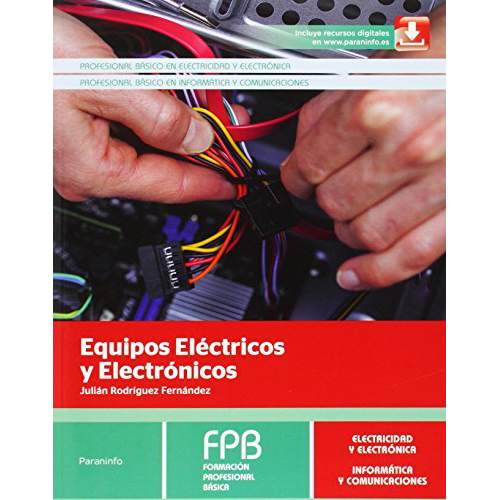 Incluye recursos digitales
en www.paraninfo.es
PROFESIONAL BÁSICO EN ELECTRICIDAD Y ELECTRÓNICA
PROFESIONAL BÁSICO EN INFORMÁTICA Y COMUNICACIONES
Equipos Eléctricos
y Electrónicos
Julián Rodríguez Fernández
Paraninfo
FPB
FORMACIÓN
PROFESIONAL
BÁSICA
ELECTRICIDAD
Y ELECTRÓNICA
INFORMÁTICA
Y COMUNICACIONES